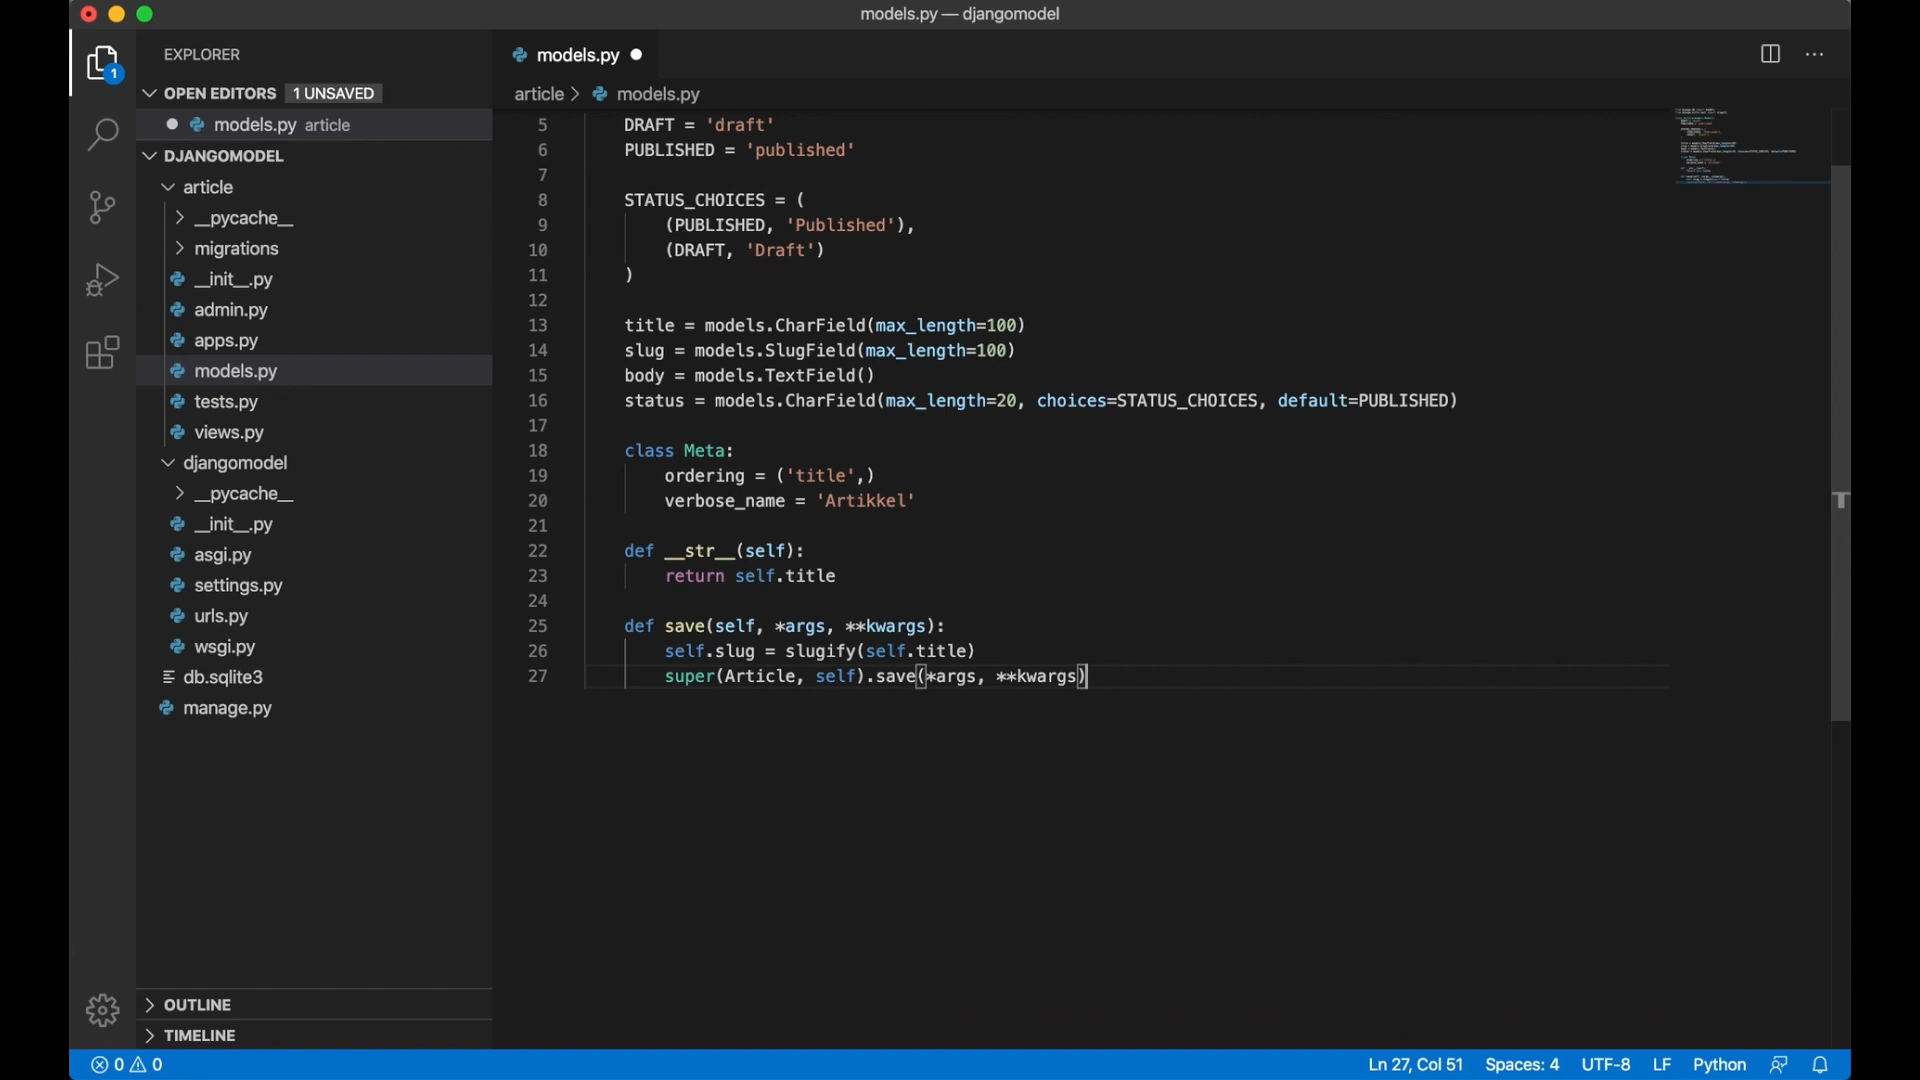 models.py — djangomodel
EXPLORER
OPEN EDITORS 1 UNSAVED
models.py article
DJANGOMODEL
article
__pycache__
migrations
__init__.py
admin.py
apps.py
models.py
tests.py
views.py
djangomodel
__pycache__
__init__.py
asgi.py
settings.py
urls.py
wsgi.py
db.sqlite3
manage.py
OUTLINE
TIMELINE
1
models.py
article > models.py
5 DRAFT = 'draft'
6 PUBLISHED = 'published'
7
8 STATUS_CHOICES = (
9 (PUBLISHED, 'Published'),
10 (DRAFT, 'Draft')
11 )
12
13 title = models.CharField(max_length=100)
14 slug = models.SlugField(max_length=100)
15 body = models.TextField()
16 status = models.CharField(max_length=20, choices=STATUS_CHOICES, default=PUBLISHED)
17
18 class Meta:
19 ordering = ('title',)
20 verbose_name = 'Artikkel'
21
22 def __str__(self):
23 return self.title
24
25 def save(self, *args, **kwargs):
26 self.slug = slugify(self.title)
27 super(Article, self).save(*args, **kwargs)
0 0
Ln 27, Col 51 Spaces: 4 UTF-8 LF Python